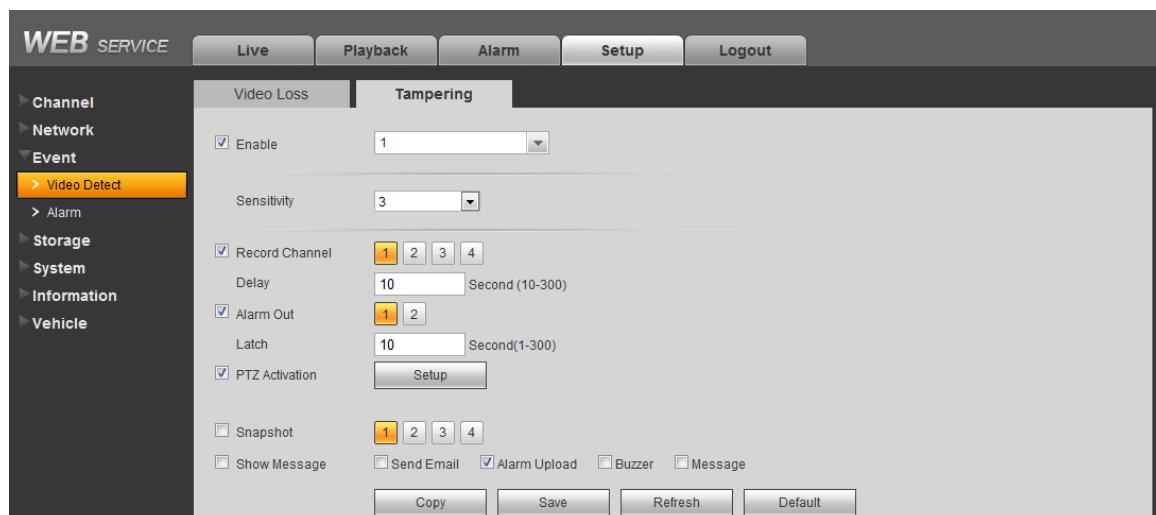 WEB SERVICE
Live Playback Alarm Setup Logout
Channel
Network
Event
> Video Detect
> Alarm
Storage
System
Information
Vehicle
Video Loss Tampering
Enable 1
Sensitivity 3
Record Channel 1 2 3 4
Delay 10 Second (10-300)
Alarm Out 1 2
Latch 10 Second(1-300)
PTZ Activation Setup
Snapshot 1 2 3 4
Show Message Send Email Alarm Upload Buzzer Message
Copy Save Refresh Default